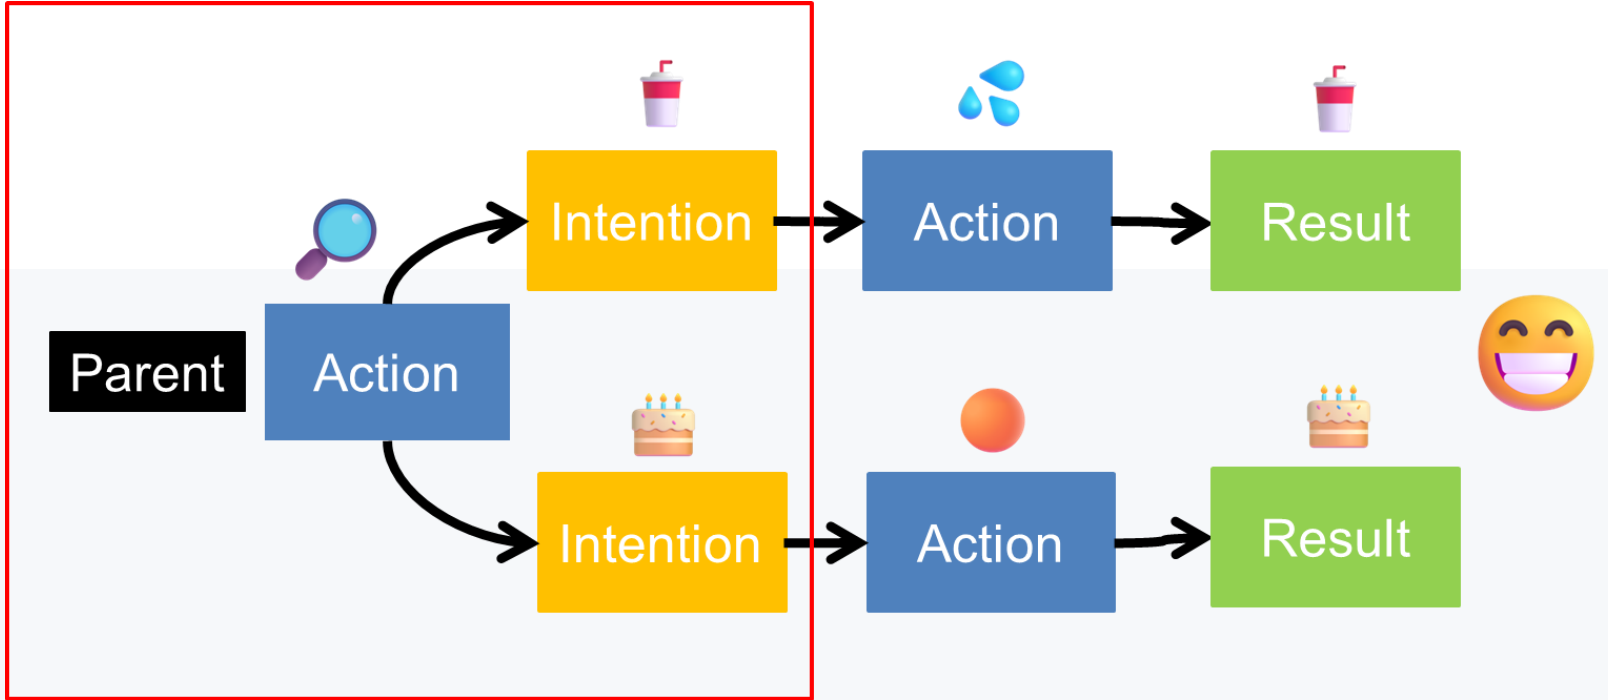 Intention
Action
Result
Parent
Action
Intention
Action
Result